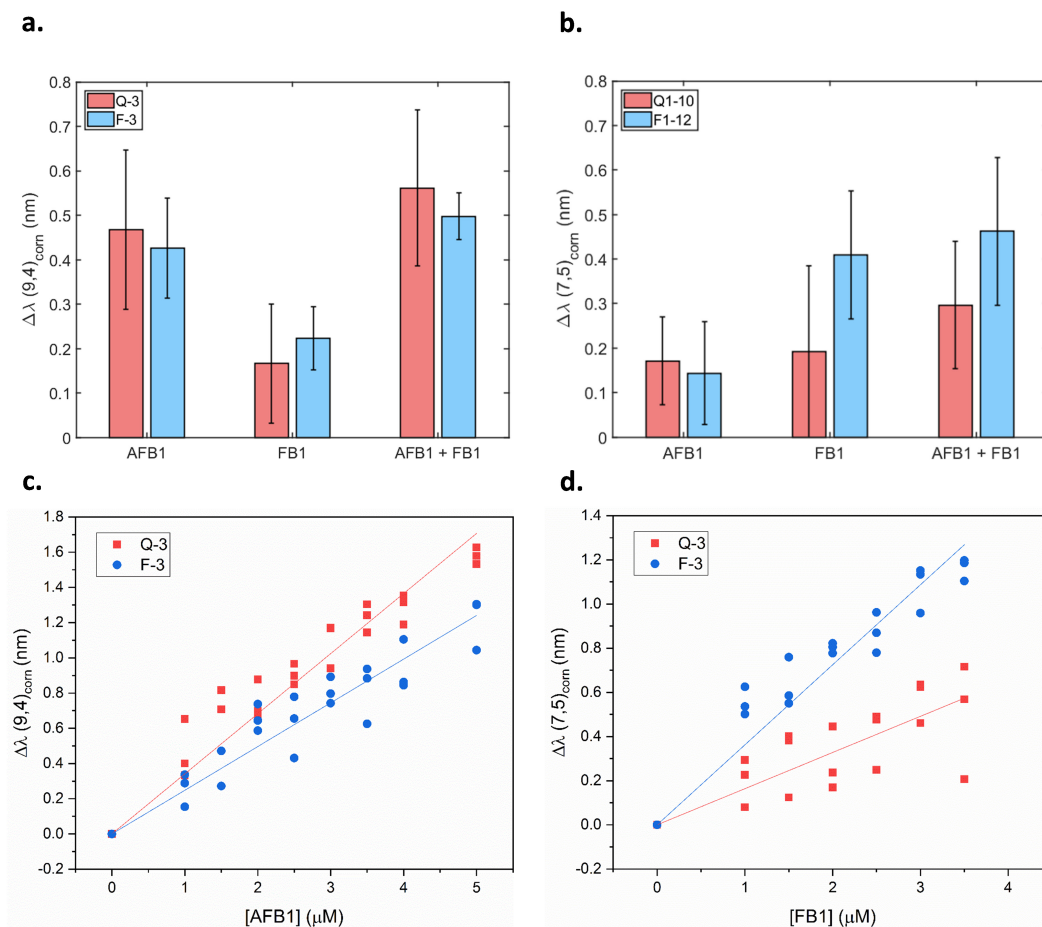 a.
0.8
0.7
0.6
0.5
0.4
0.3
0.2
0.1
0
Δλ (9,4)corn (nm)
Q-3
F-3
AFB1
FB1
AFB1 + FB1
b.
0.8
0.7
0.6
0.5
0.4
0.3
0.2
0.1
0
Δλ (7,5)corn (nm)
Q1-10
F1-12
AFB1
FB1
AFB1 + FB1
c.
1.8
1.6
1.4
1.2
1.0
0.8
0.6
0.4
0.2
0.0
-0.2
Δλ (9,4)corn (nm)
Q-3
F-3
0 1 2 3 4 5
[AFB1] (μM)
d.
1.4
1.2
1.0
0.8
0.6
0.4
0.2
0.0
-0.2
Δλ (7,5)corn (nm)
Q-3
F-3
0 1 2 3 4
[FB1] (μM)